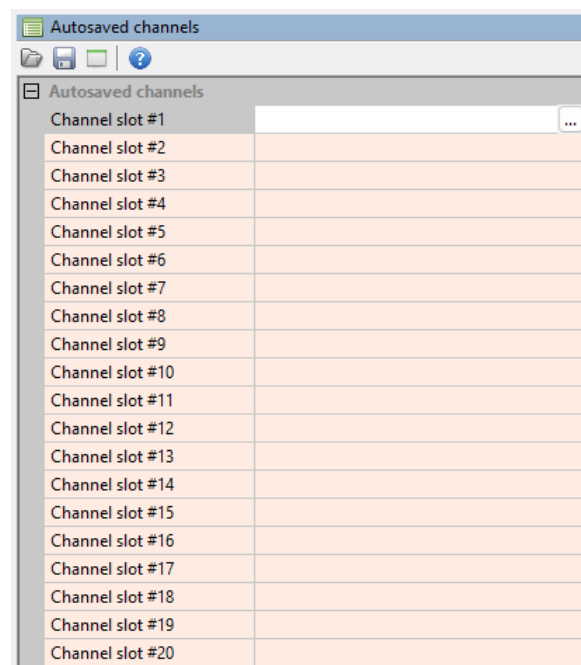 Autosaved channels
Autosaved channels
Channel slot #1 ...
Channel slot #2
Channel slot #3
Channel slot #4
Channel slot #5
Channel slot #6
Channel slot #7
Channel slot #8
Channel slot #9
Channel slot #10
Channel slot #11
Channel slot #12
Channel slot #13
Channel slot #14
Channel slot #15
Channel slot #16
Channel slot #17
Channel slot #18
Channel slot #19
Channel slot #20